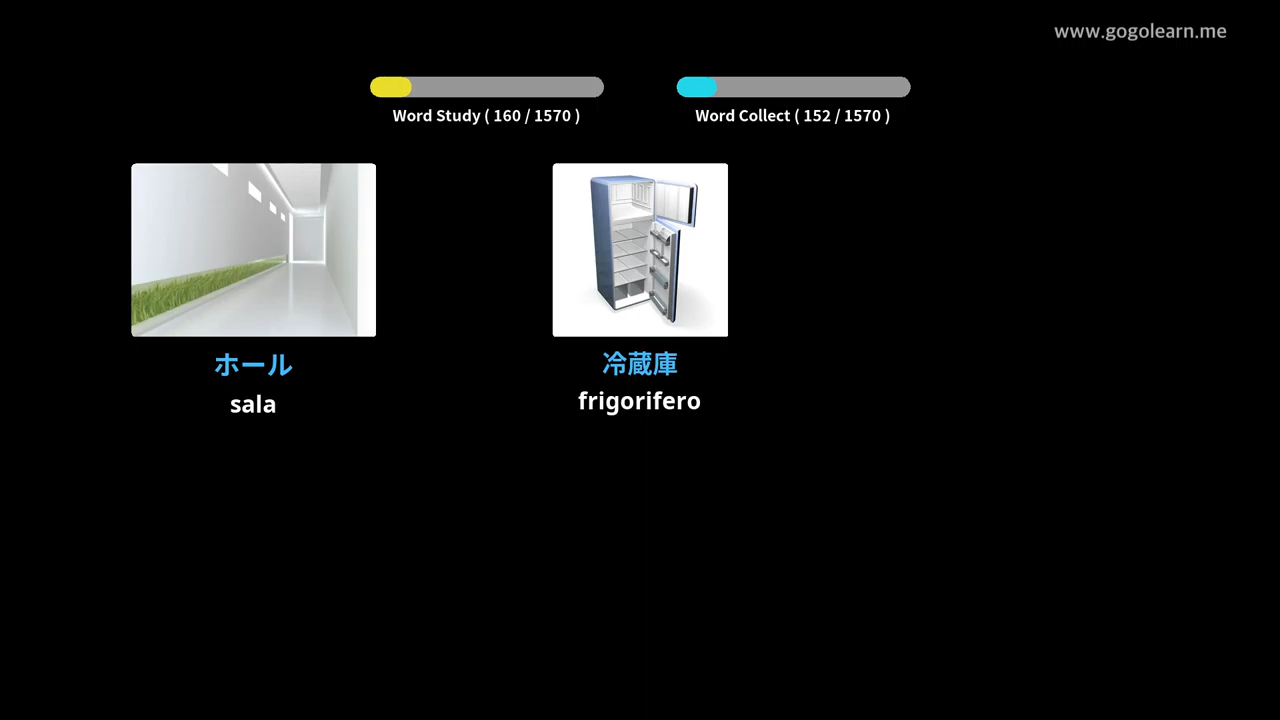 www.gogolearn.me
Word Study ( 160 / 1570 )
Word Collect ( 152 / 1570 )
ホール
sala
冷蔵庫
frigorifero